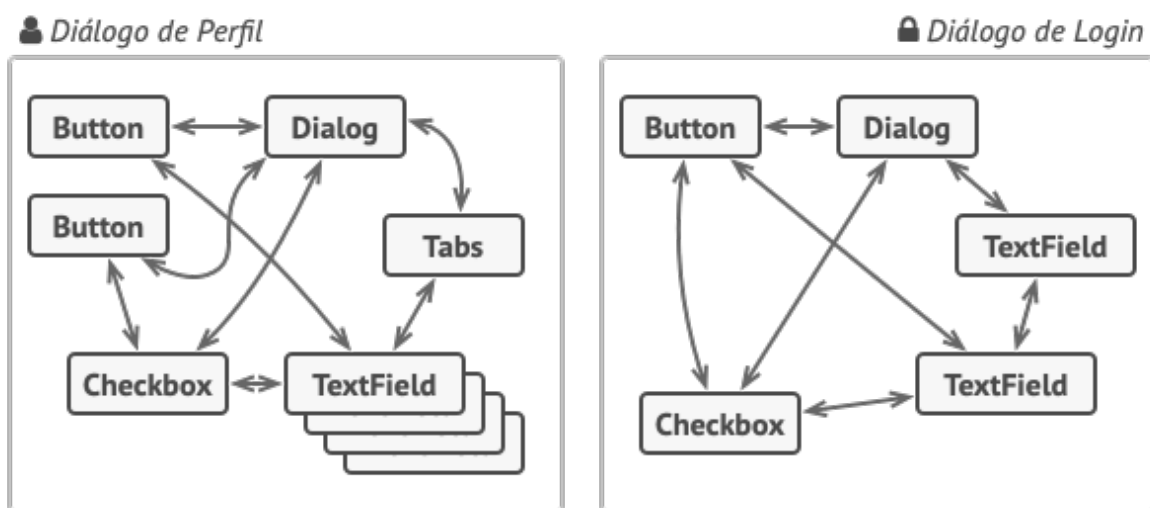 Diálogo de Perfil
Button
Dialog
Button
Tabs
Checkbox
TextField
Diálogo de Login
Button
Dialog
TextField
TextField
Checkbox